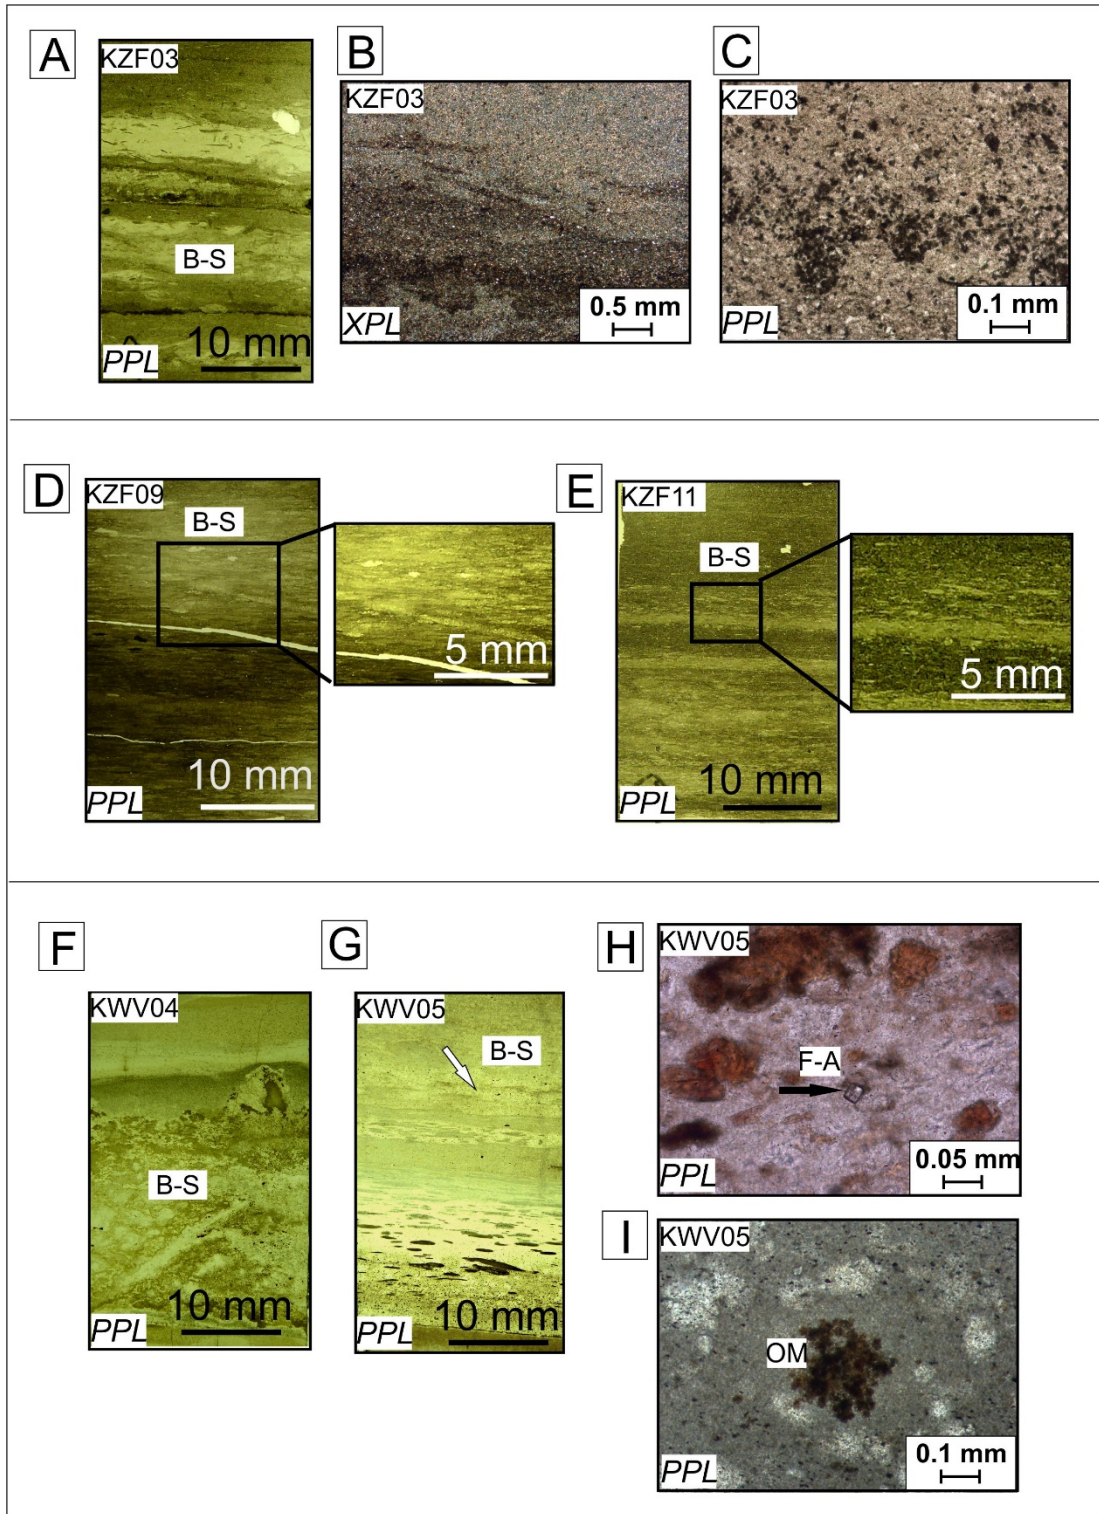 A
KZF03
B-S
PPL
10 mm
B
KZF03
XPL
0.5 mm
C
KZF03
PPL
0.1 mm
D
KZF09
B-S
10 mm
PPL
5 mm
E
KZF11
B-S
10 mm
PPL
5 mm
F
KWV04
B-S
10 mm
PPL
G
KWV05
B-S
10 mm
PPL
H
KWV05
F-A
0.05 mm
PPL
I
KWV05
OM
0.1 mm
PPL